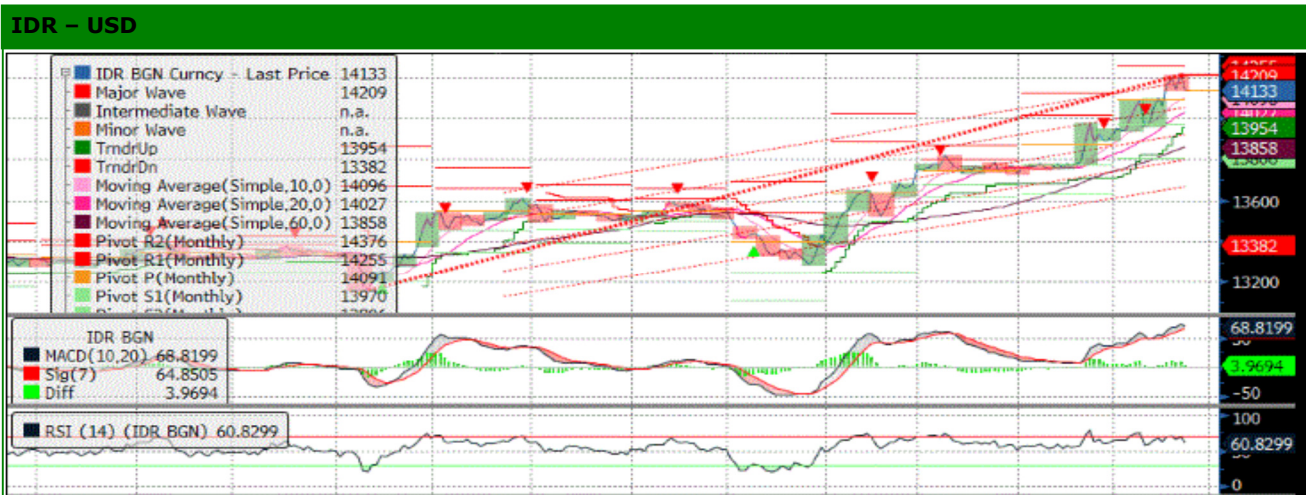 IDR – USD
IDR BGN Curncy - Last Price 14133
Major Wave 14209
Intermediate Wave n.a.
Minor Wave n.a.
TrndrUp 13954
TrndrDn 13382
Moving Average(Simple,10,0) 14096
Moving Average(Simple,20,0) 14027
Moving Average(Simple,60,0) 13858
Pivot R2(Monthly) 14376
Pivot R1(Monthly) 14255
Pivot P(Monthly) 14091
Pivot S1(Monthly) 13970
14209
14133
13954
13858
13600
13382
13200
IDR BGN
MACD(10,20) 68.8199
Sig(7) 64.8505
Diff 3.9694
68.8199
3.9694
-50
RSI (14) (IDR BGN) 60.8299
100
60.8299
0